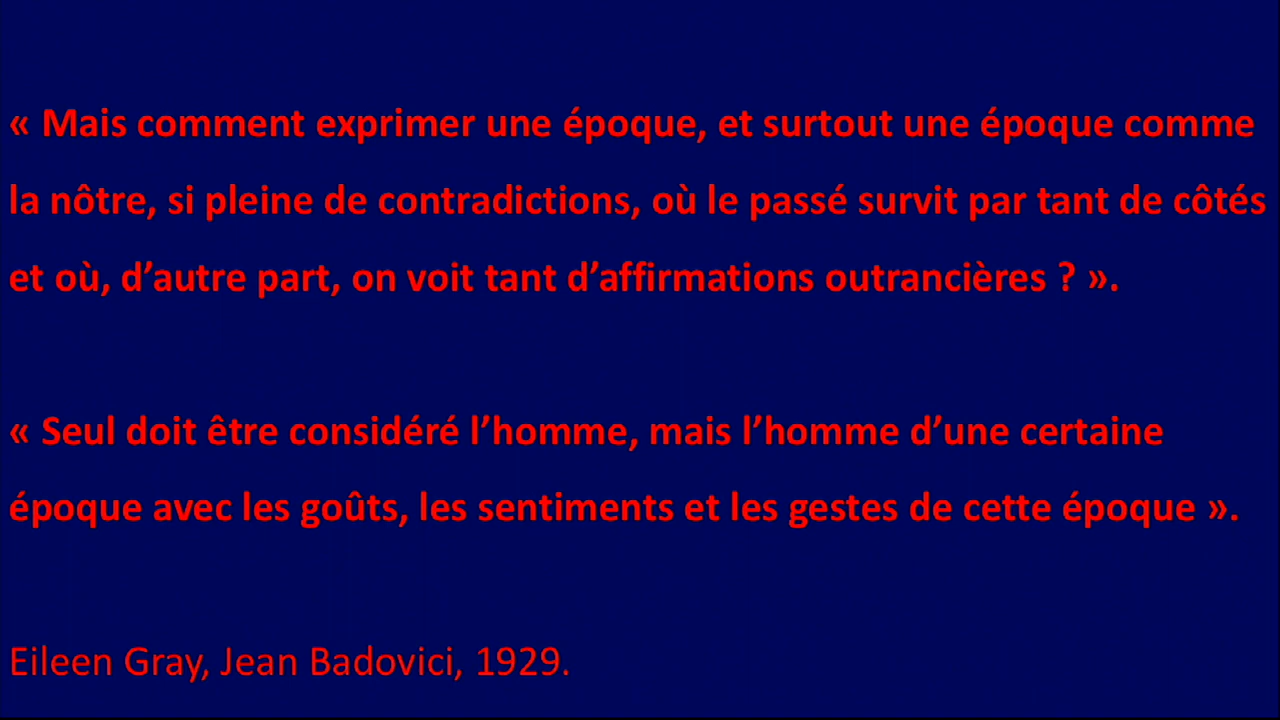 « Mais comment exprimer une époque, et surtout une époque comme
la nôtre, si pleine de contradictions, où le passé survit par tant de côtés
et où, d’autre part, on voit tant d’affirmations outrancières ? ».
« Seul doit être considéré l’homme, mais l’homme d’une certaine
époque avec les goûts, les sentiments et les gestes de cette époque ».
Eileen Gray, Jean Badovici, 1929.